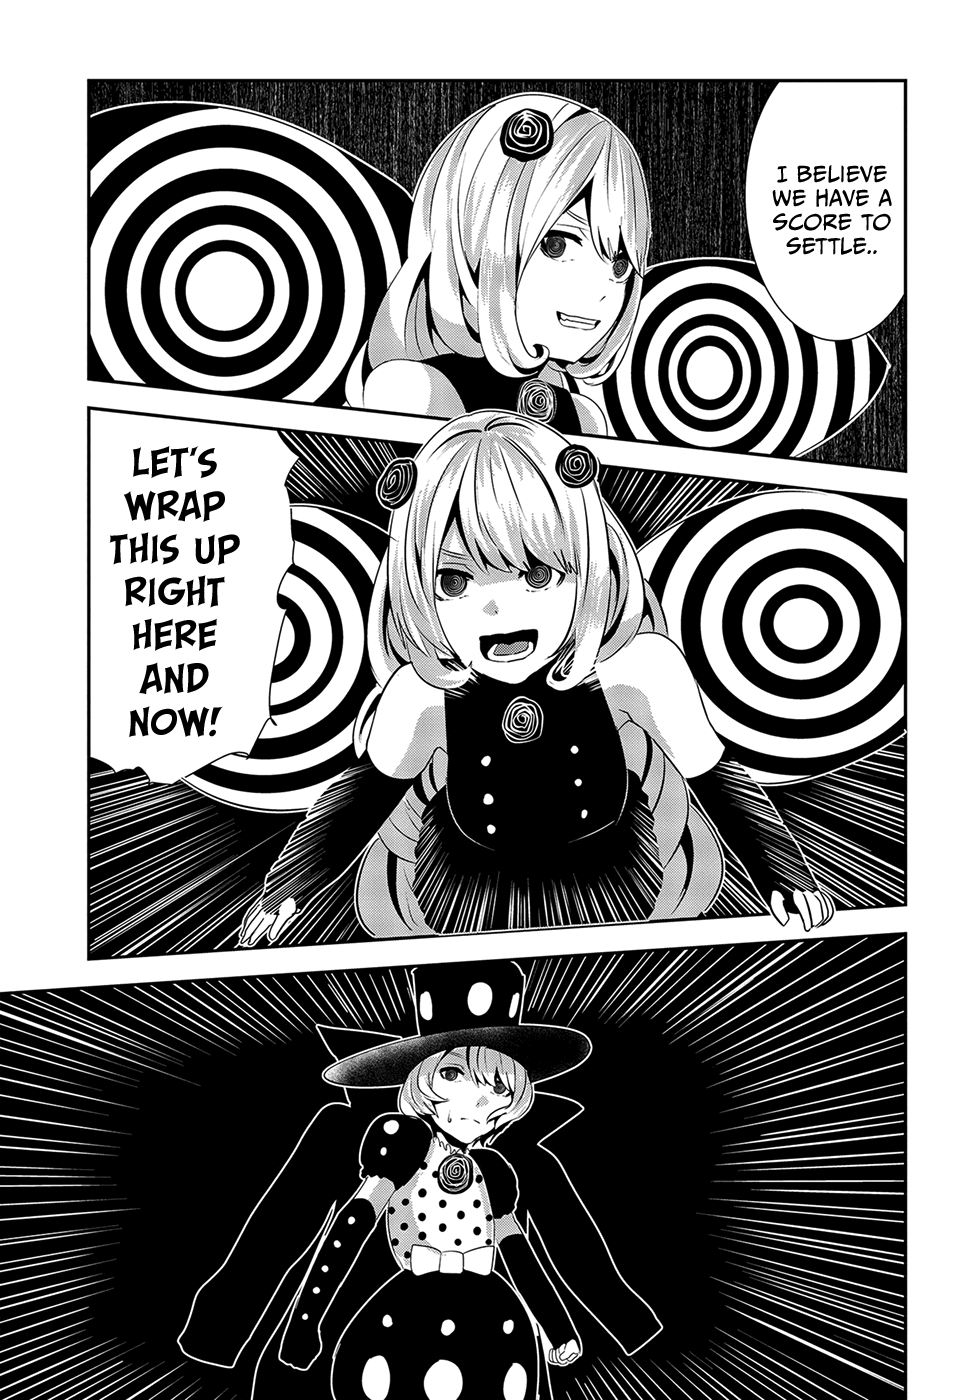 I BELIEVE
WE HAVE A
SCORE TO
SETTLE..
LET'S
WRAP
THIS UP
RIGHT
HERE
AND
NOW!